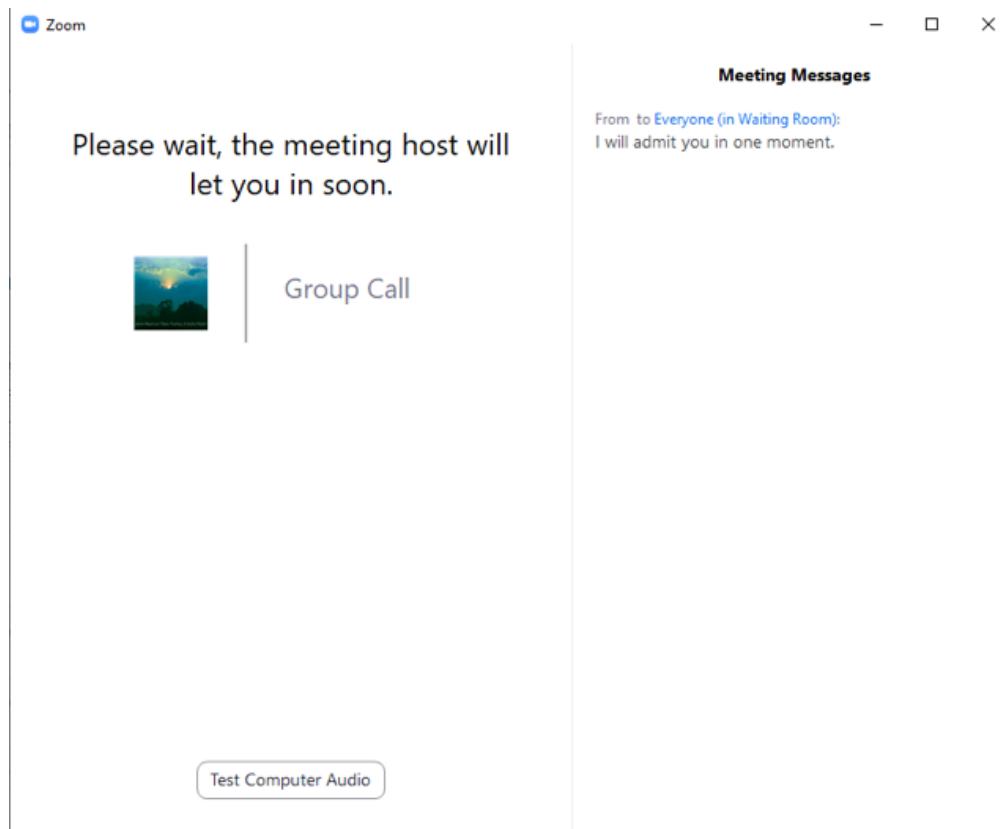 Zoom
Please wait, the meeting host will
let you in soon.
Group Call
Test Computer Audio
Meeting Messages
From to Everyone (in Waiting Room):
I will admit you in one moment.